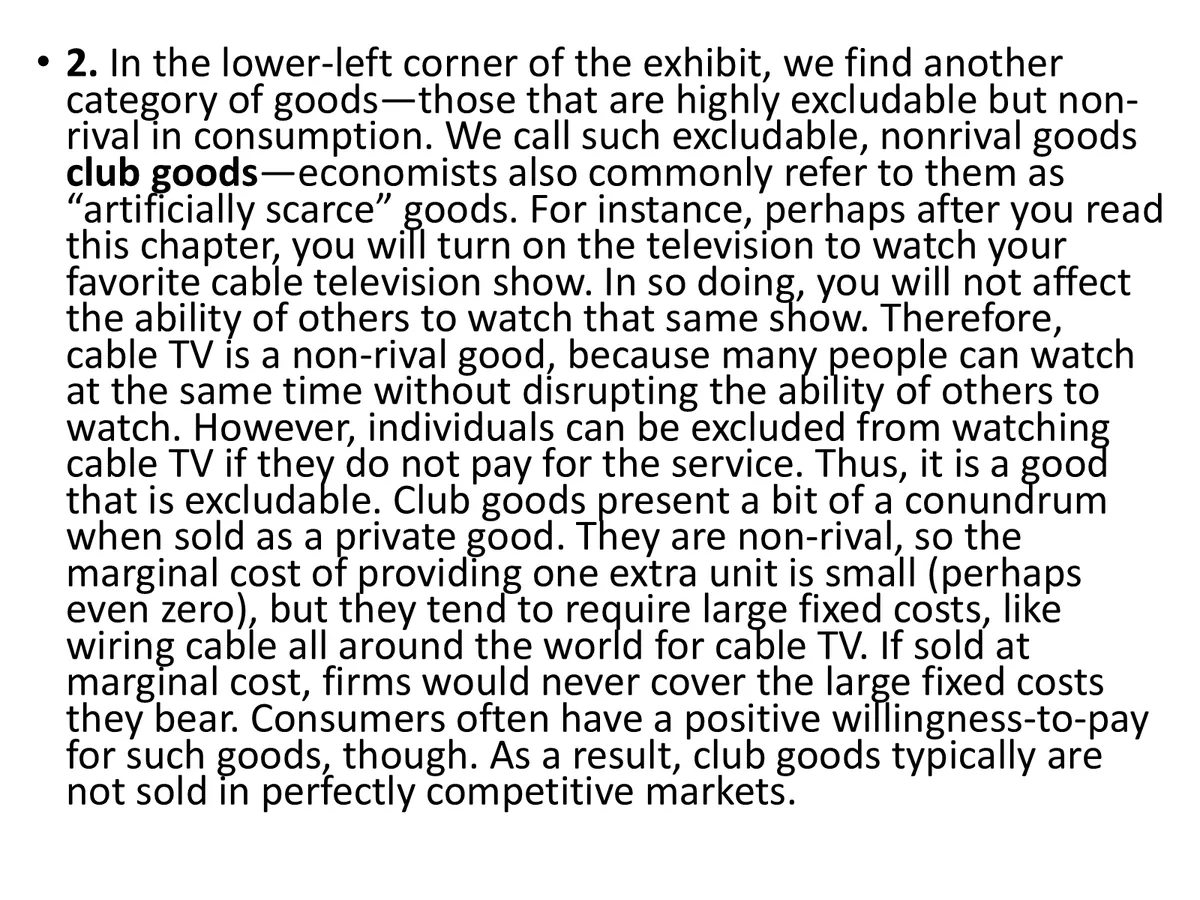 • 2. In the lower-left corner of the exhibit, we find another
category of goods—those that are highly excludable but non-
rival in consumption. We call such excludable, nonrival goods
club goods—economists also commonly refer to them as
“artificially scarce” goods. For instance, perhaps after you read
this chapter, you will turn on the television to watch your
favorite cable television show. In so doing, you will not affect
the ability of others to watch that same show. Therefore,
cable TV is a non-rival good, because many people can watch
at the same time without disrupting the ability of others to
watch. However, individuals can be excluded from watching
cable TV if they do not pay for the service. Thus, it is a good
that is excludable. Club goods present a bit of a conundrum
when sold as a private good. They are non-rival, so the
marginal cost of providing one extra unit is small (perhaps
even zero), but they tend to require large fixed costs, like
wiring cable all around the world for cable TV. If sold at
marginal cost, firms would never cover the large fixed costs
they bear. Consumers often have a positive willingness-to-pay
for such goods, though. As a result, club goods typically are
not sold in perfectly competitive markets.